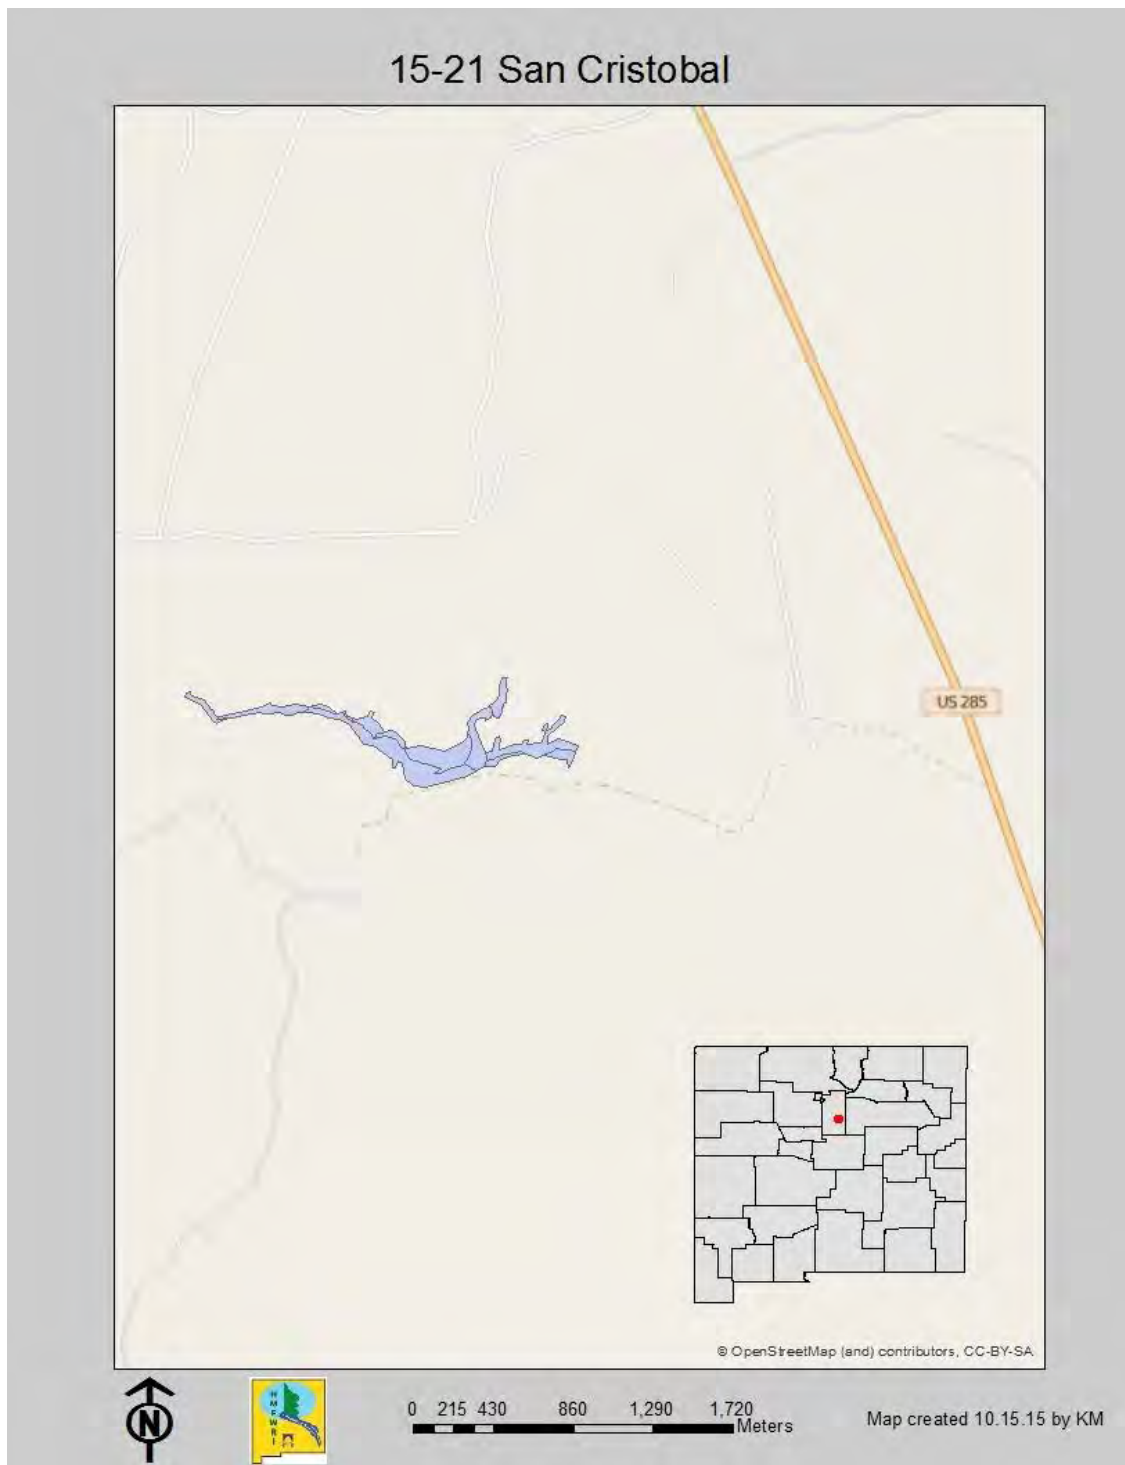 15-21 San Cristobal
US 285
© OpenStreetMap (and) contributors, CC-BY-SA
N
0 215 430 860 1,290 1,720
Meters
Map created 10.15.15 by KM